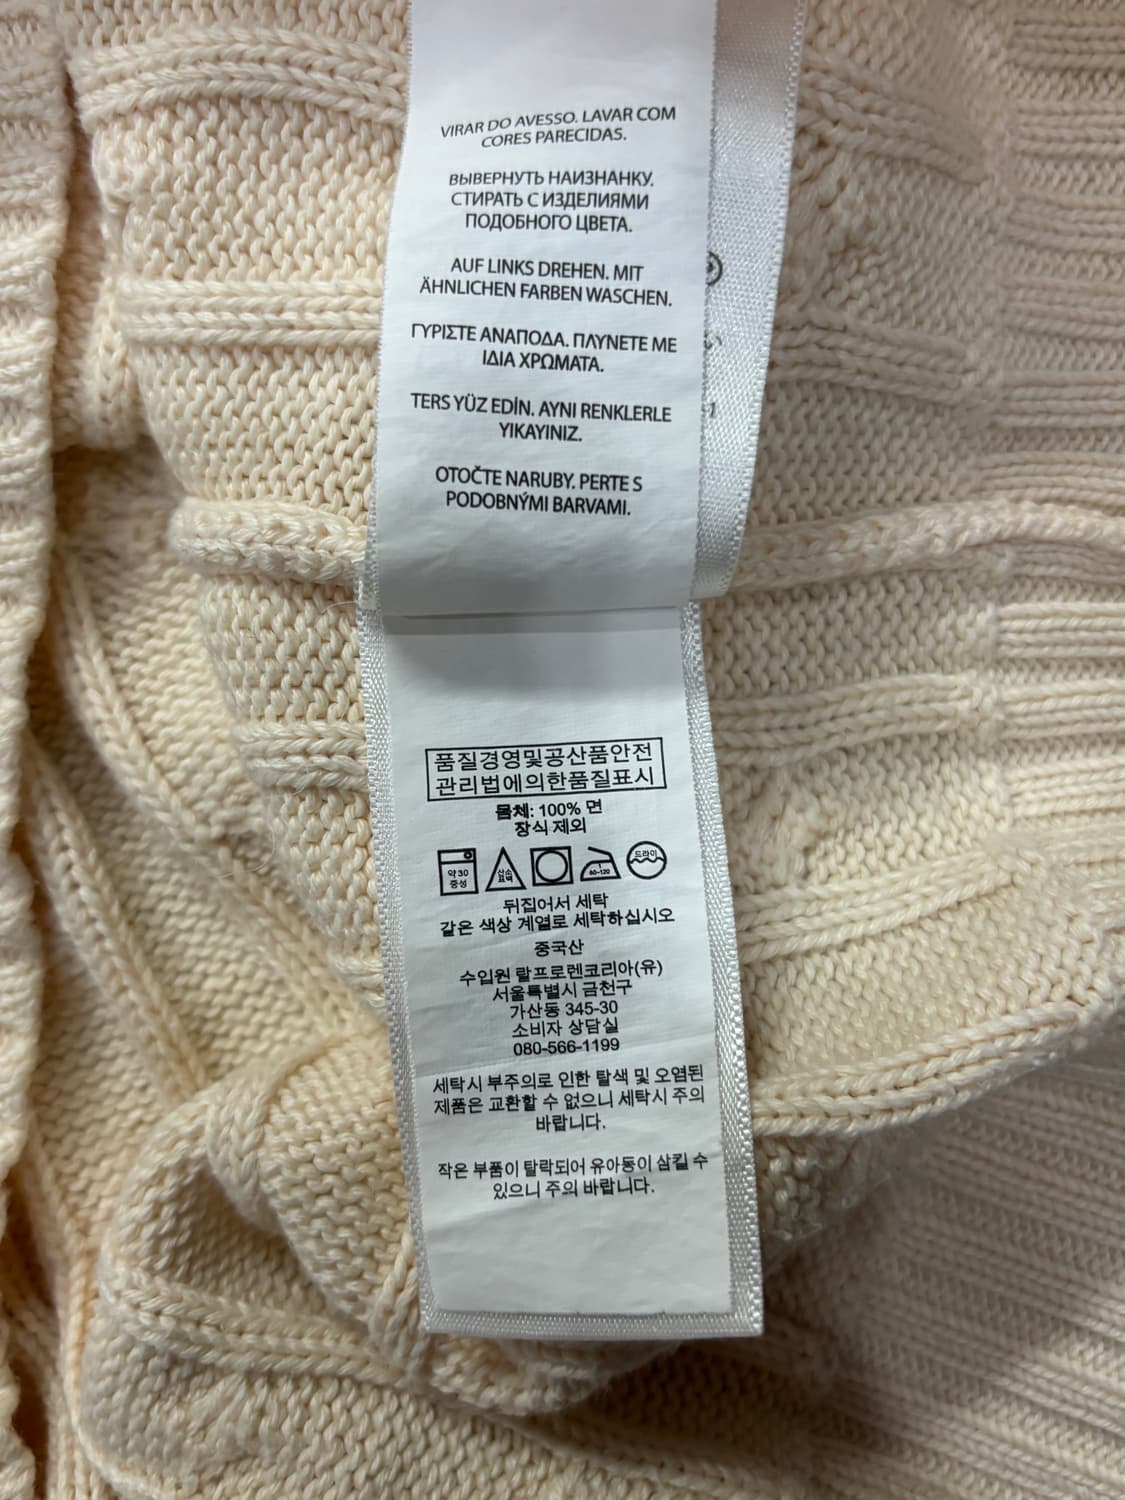 VIRAR DO AVESSO. LAVAR COM
CORES PARECIDAS.
ВЫВЕРНУТЬ НАИЗНАНКУ.
СТИРАТЬ С ИЗДЕЛИЯМИ
ПОДОБНОГО ЦВЕТА.
AUF LINKS DREHEN. MIT
ÄHNLICHEN FARBEN WASCHEN.
ΓΥΡΙΣΤΕ ΑΝΑΠΟΔΑ. ΠΛΥΝΕΤΕ ΜΕ
ΙΔΙΑ ΧΡΩΜΑΤΑ.
TERS YÜZ EDİN. AYNI RENKLERLE
YIKAYINIZ.
OTOČTE NARUBY. PERTE S
PODOBNÝMI BARVAMI.
품질경영및공산품안전
관리법에의한품질표시
몸체: 100% 면
장식 제외
약 30
중성
산소
표백
80-120
드라이
뒤집어서 세탁
같은 색상 계열로 세탁하십시오
중국산
수입원 랄프로렌코리아(유)
서울특별시 금천구
가산동 345-30
소비자 상담실
080-566-1199
세탁시 부주의로 인한 탈색 및 오염된
제품은 교환할 수 없으니 세탁시 주의
바랍니다.
작은 부품이 탈락되어 유아동이 삼킬 수
있으니 주의 바랍니다.